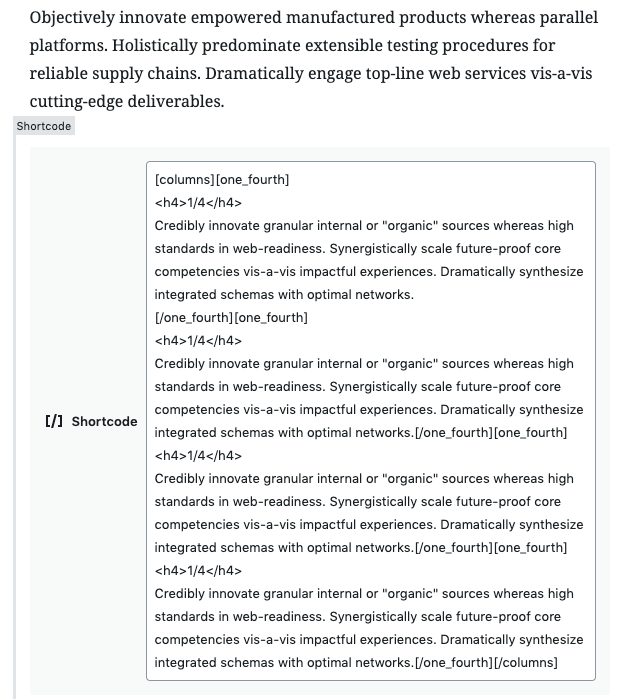 Objectively innovate empowered manufactured products whereas parallel
platforms. Holistically predominate extensible testing procedures for
reliable supply chains. Dramatically engage top-line web services vis-a-vis
cutting-edge deliverables.
Shortcode
[/] Shortcode
[columns][one_fourth]
<h4>1/4</h4>
Credibly innovate granular internal or "organic" sources whereas high
standards in web-readiness. Synergistically scale future-proof core
competencies vis-a-vis impactful experiences. Dramatically synthesize
integrated schemas with optimal networks.
[/one_fourth][one_fourth]
<h4>1/4</h4>
Credibly innovate granular internal or "organic" sources whereas high
standards in web-readiness. Synergistically scale future-proof core
competencies vis-a-vis impactful experiences. Dramatically synthesize
integrated schemas with optimal networks.[/one_fourth][one_fourth]
<h4>1/4</h4>
Credibly innovate granular internal or "organic" sources whereas high
standards in web-readiness. Synergistically scale future-proof core
competencies vis-a-vis impactful experiences. Dramatically synthesize
integrated schemas with optimal networks.[/one_fourth][one_fourth]
<h4>1/4</h4>
Credibly innovate granular internal or "organic" sources whereas high
standards in web-readiness. Synergistically scale future-proof core
competencies vis-a-vis impactful experiences. Dramatically synthesize
integrated schemas with optimal networks.[/one_fourth][/columns]